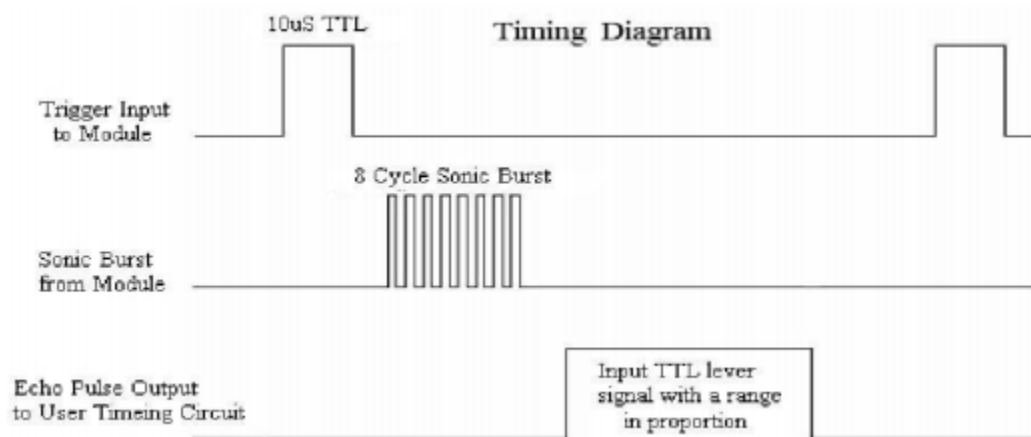 10uS TTL
Timing Diagram
Trigger Input
to Module
8 Cycle Sonic Burst
Sonic Burst
from Module
Echo Pulse Output
to User Timeing Circuit
Input TTL lever
signal with a range
in proportion